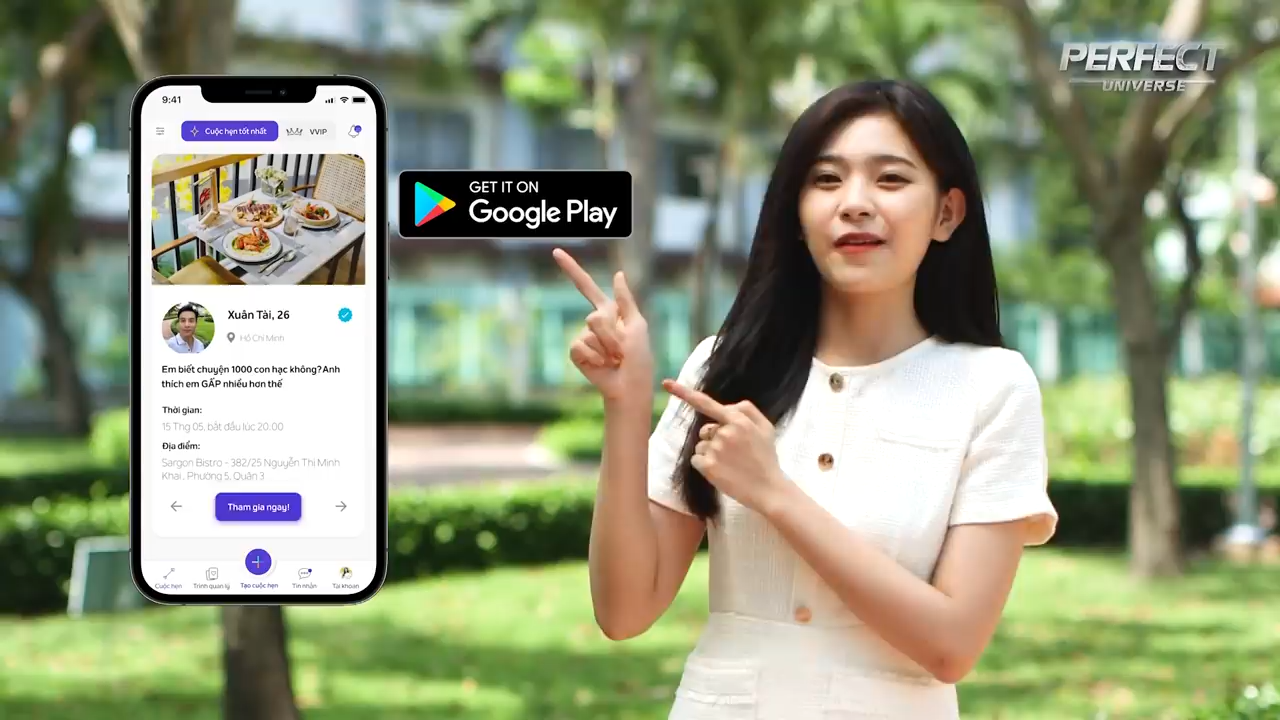 PERFECT
UNIVERSE
9:41
Cuộc hẹn tốt nhất
VVIP
GET IT ON
Google Play
Xuân Tài, 26
Hồ Chí Minh
Em biết chuyện 1000 con hạc không?Anh
thích em GẤP nhiều hơn thế
Thời gian:
15 Thg 05, bắt đầu lúc 20.00
Địa điểm:
Sargon Bistro - 382/25 Nguyễn Thị Minh
Khai , Phường 5, Quận 3
Tham gia ngay!
Cuộc hẹn
Trình quản lý
Tạo cuộc hẹn
Tin nhắn
Tài khoản